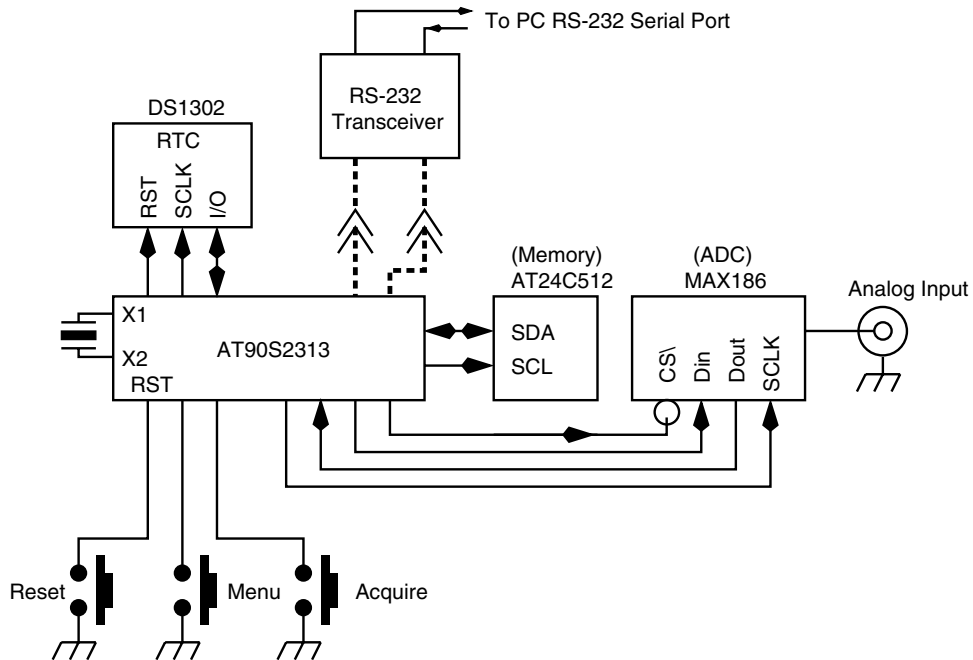 To PC RS-232 Serial Port
RS-232
Transceiver
DS1302
RTC
RST
SCLK
I/O
(Memory)
AT24C512
SDA
SCL
(ADC)
MAX186
CS\
Din
Dout
SCLK
Analog Input
X1
X2
RST
AT90S2313
Reset
Menu
Acquire